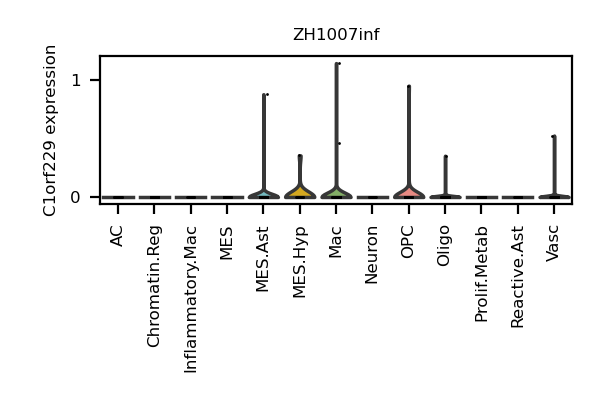 ZH1007inf
C1orf229 expression
1
0
AC
Chromatin.Reg
Inflammatory.Mac
MES
MES.Ast
MES.Hyp
Mac
Neuron
OPC
Oligo
Prolif.Metab
Reactive.Ast
Vasc